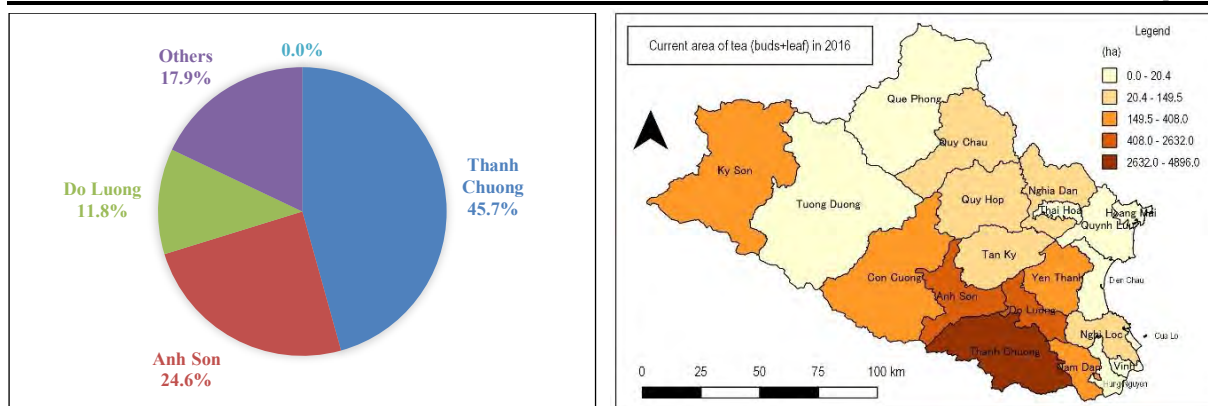 Others
17.9%
0.0%
Do Luong
11.8%
Thanh
Chuong
45.7%
Anh Son
24.6%
Current area of tea (buds+leaf) in 2016
Legend
(ha)
0.0 - 20.4
20.4 - 149.5
149.5 - 408.0
408.0 - 2632.0
2632.0 - 4896.0
Que Phong
Quy Chau
Ky Son
Nghia Dan
Quy Hop
Thai Hoa
Hoang Mai
Tuong Duong
Quynh Luu
Tan Ky
Con Cuong
Yen Thanh
Dien Chau
Anh Son
Do Luong
Nghi Loc
Cua Lo
Thanh Chuong
Nam Dan
Vinh
Hung Nguyen
0 25 50 75 100 km